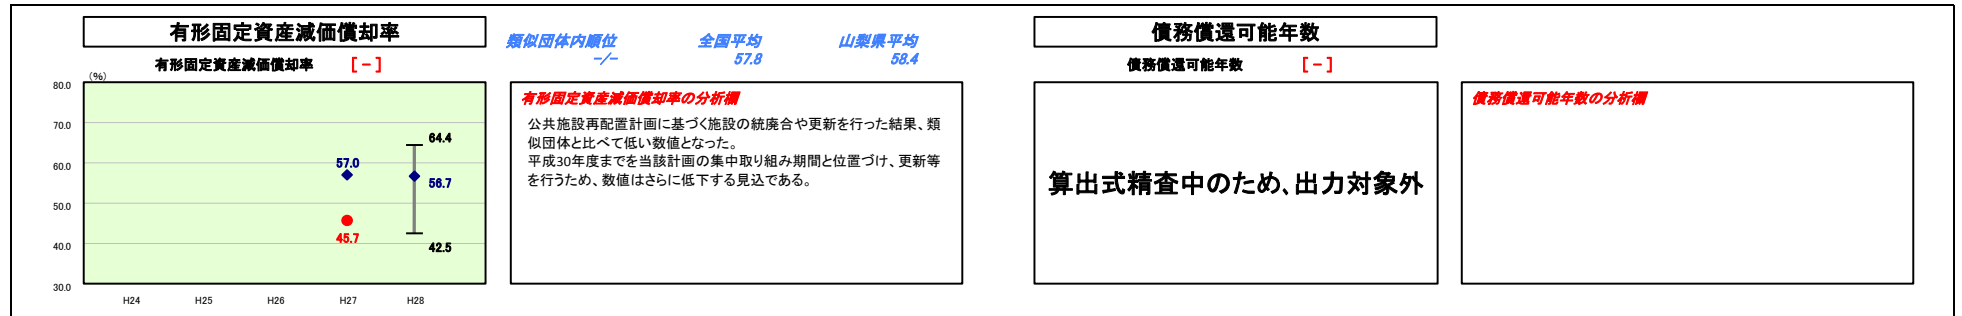 有形固定資産減価償却率
有形固定資産減価償却率 [－]
類似団体内順位 全国平均 山梨県平均
-/- 57.8 58.4
(%)
80.0
70.0
60.0
50.0
40.0
30.0
64.4
57.0
56.7
45.7
42.5
H24 H25 H26 H27 H28
有形固定資産減価償却率の分析欄
公共施設再配置計画に基づく施設の統廃合や更新を行った結果、類
似団体と比べて低い数値となった。
平成30年度までを当該計画の集中取り組み期間と位置づけ、更新等
を行うため、数値はさらに低下する見込である。
債務償還可能年数
債務償還可能年数 [－]
算出式精査中のため、出力対象外
債務償還可能年数の分析欄